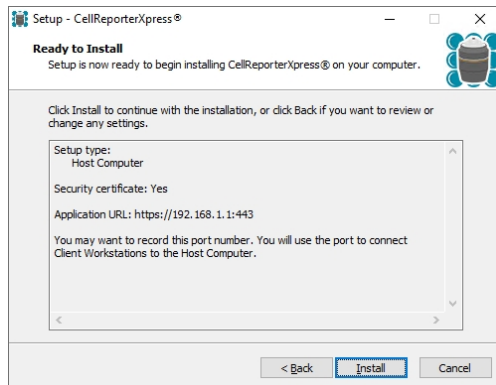 Setup - CellReporterXpress®
Ready to Install
Setup is now ready to begin installing CellReporterXpress® on your computer.
Click Install to continue with the installation, or click Back if you want to review or
change any settings.
Setup type:
Host Computer
Security certificate: Yes
Application URL: https://192.168.1.1:443
You may want to record this port number. You will use the port to connect
Client Workstations to the Host Computer.
< Back
Install
Cancel